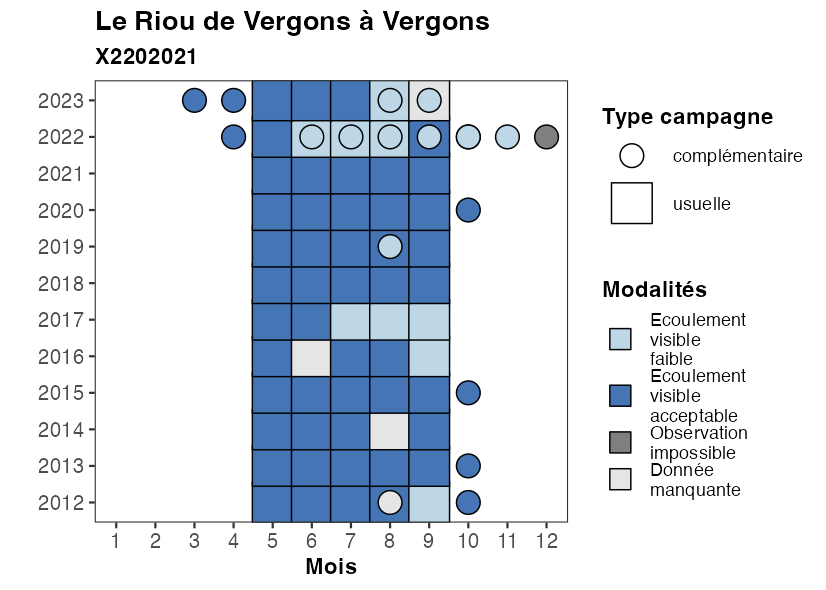 Le Riou de Vergons à Vergons
X2202021
2023
2022
2021
2020
2019
2018
2017
2016
2015
2014
2013
2012
1 2 3 4 5 6 7 8 9 10 11 12
Mois
Type campagne
complémentaire
usuelle
Modalités
Ecoulement
visible
faible
Ecoulement
visible
acceptable
Observation
impossible
Donnée
manquante